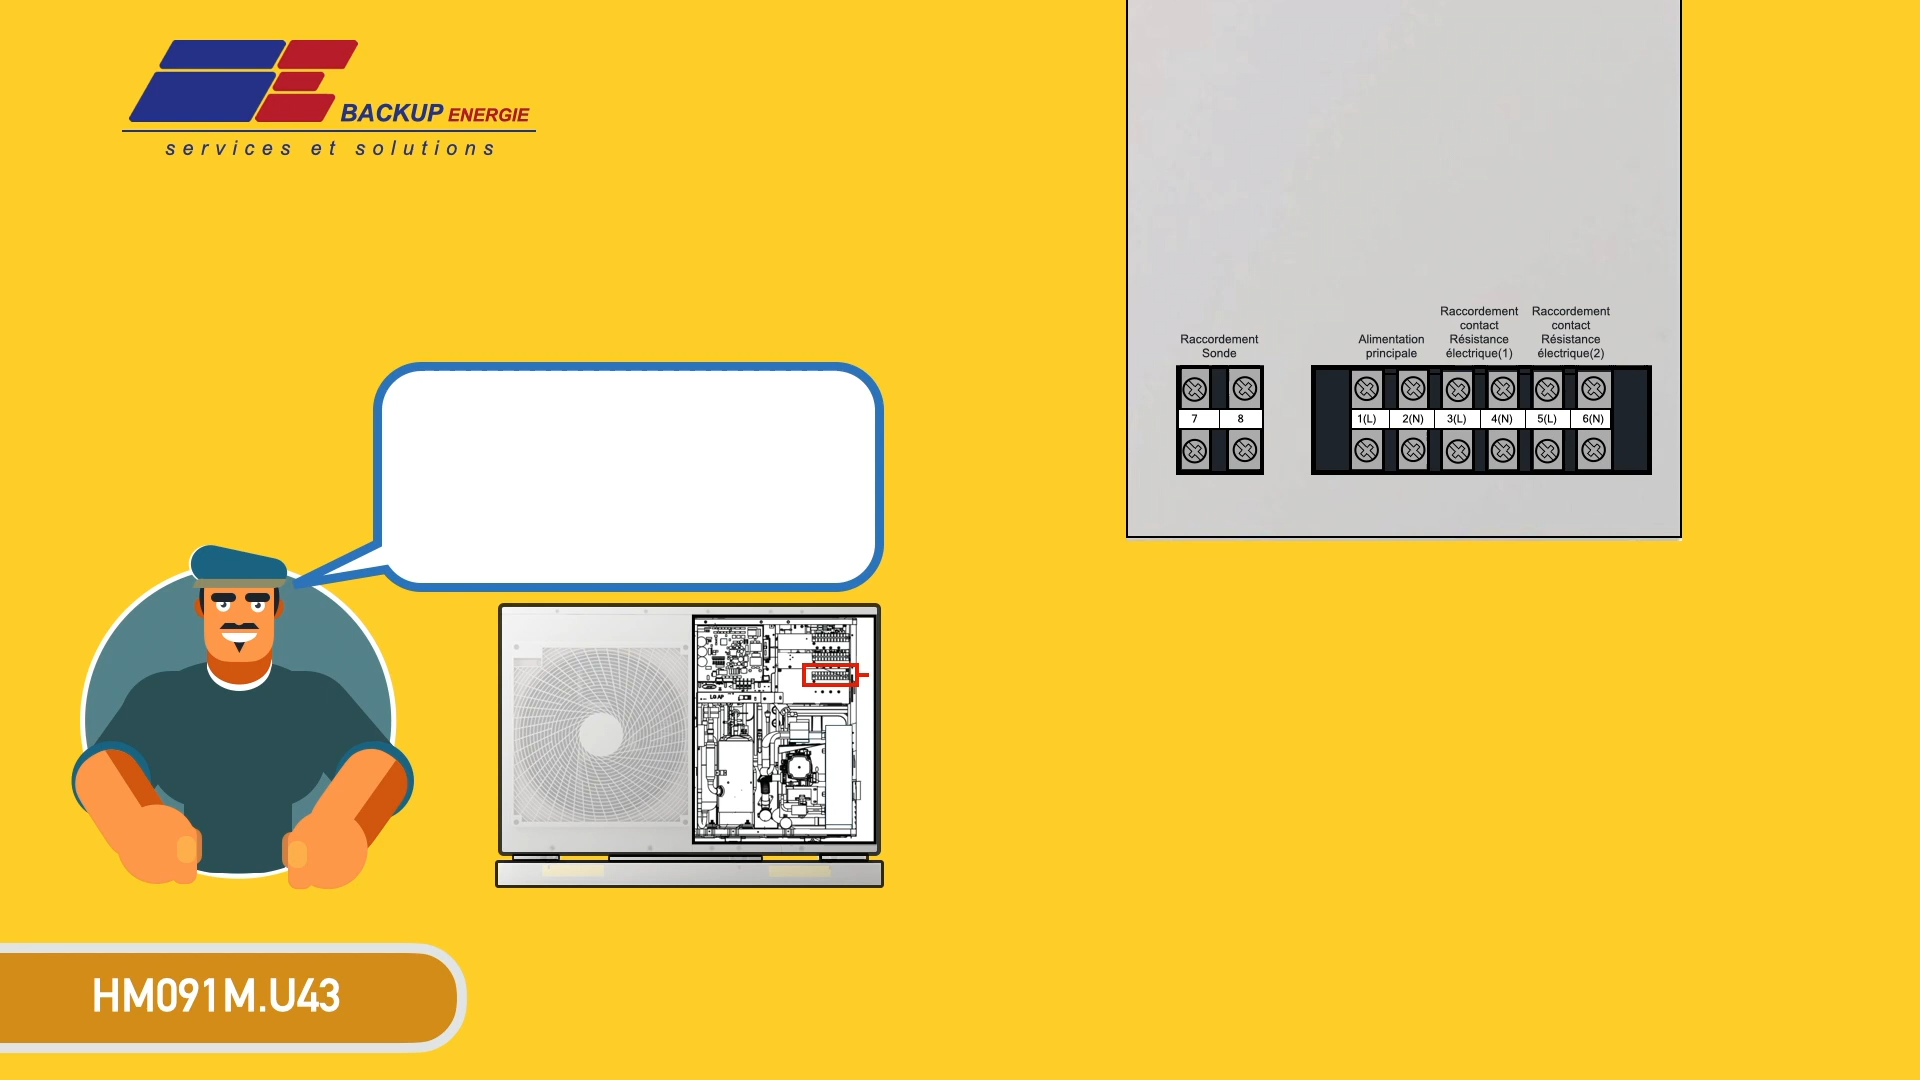 BACKUP ENERGIE
services et solutions
Raccordement
Sonde
Alimentation
principale
Raccordement
contact
Résistance
électrique(1)
Raccordement
contact
Résistance
électrique(2)
7 8
1(L) 2(N) 3(L) 4(N) 5(L) 6(N)
HM091M.U43